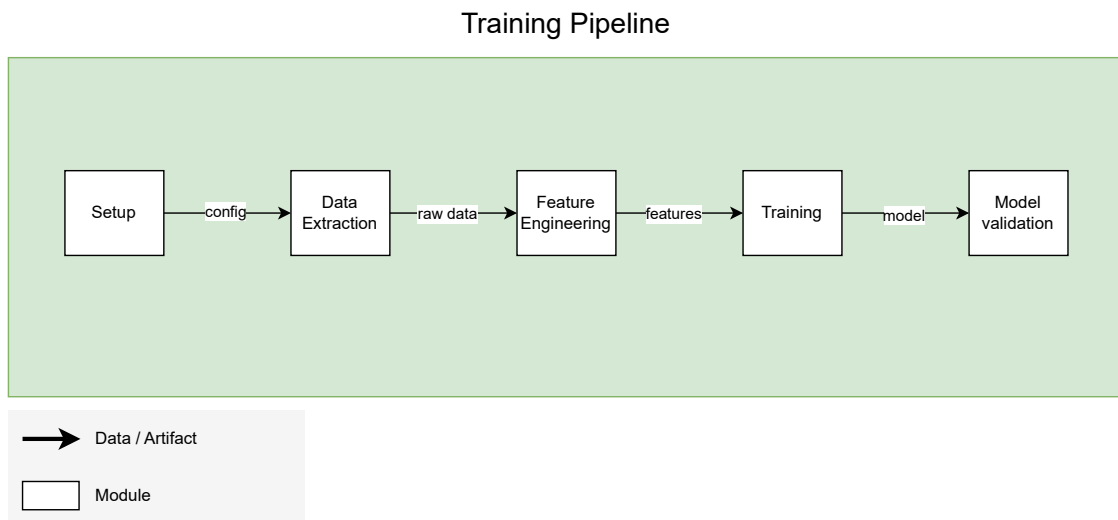 Training Pipeline
Setup
config
Data
Extraction
raw data
Feature
Engineering
features
Training
model
Model
validation
Data / Artifact
Module